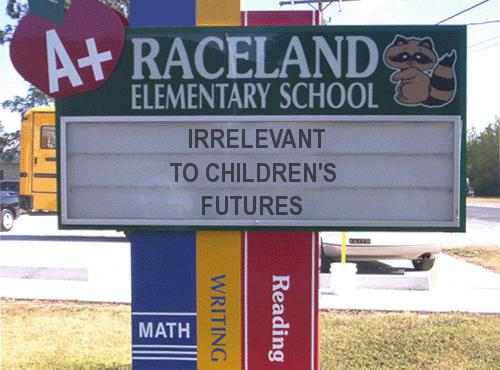 A+
RACELAND
ELEMENTARY SCHOOL
IRRELEVANT
TO CHILDREN'S
FUTURES
MATH
WRITING
Reading